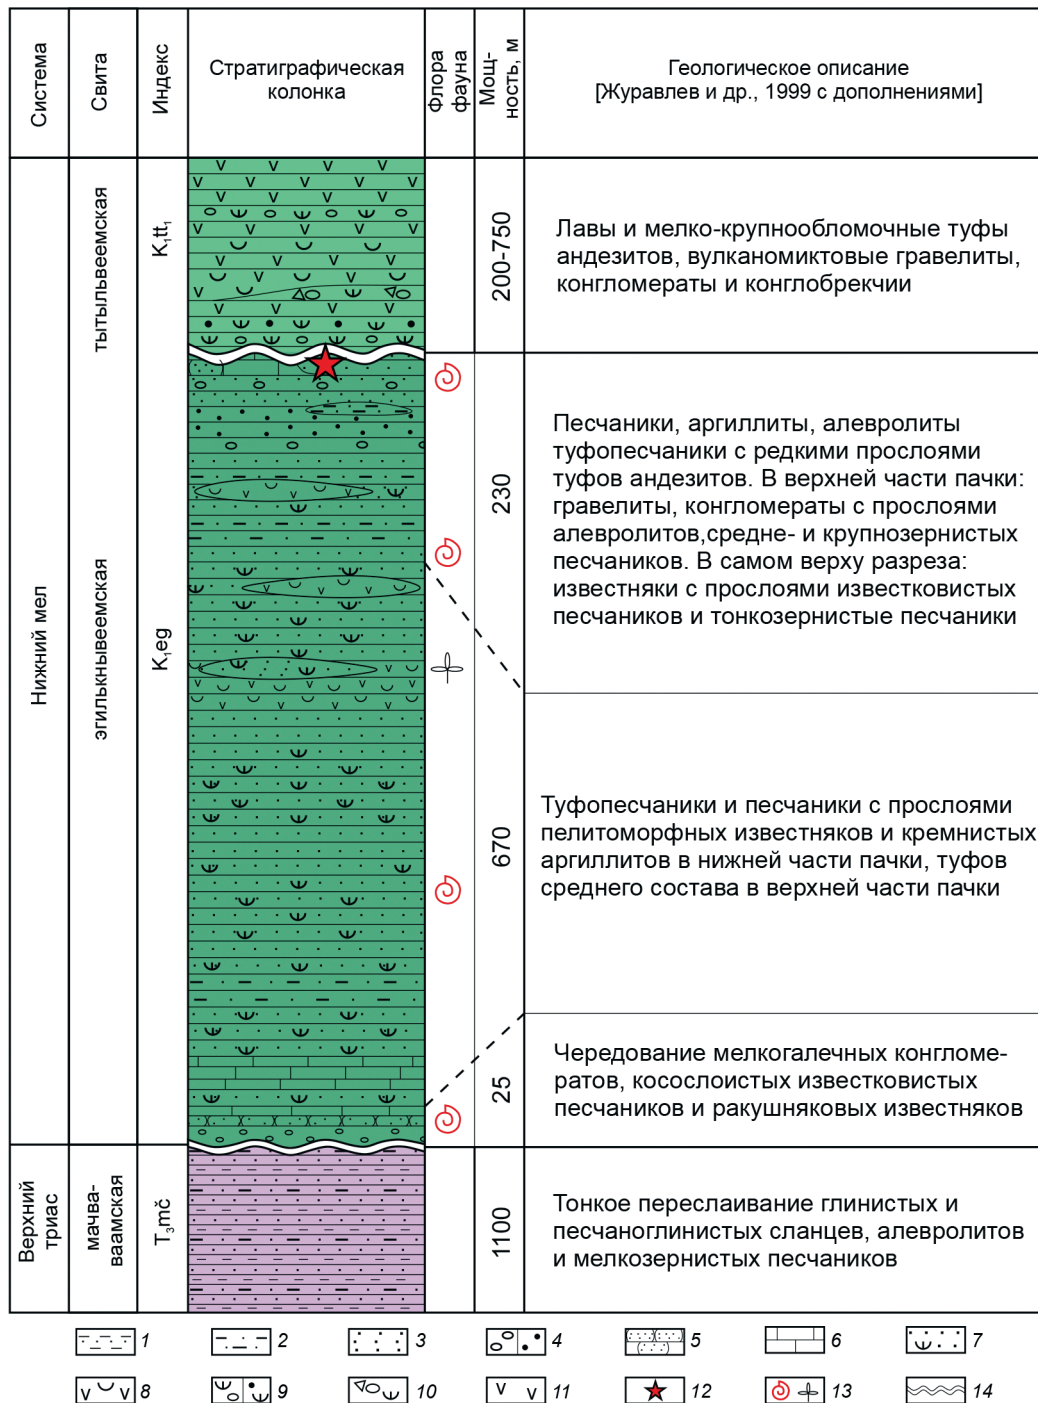 Система
Свита
Индекс
Стратиграфическая
колонка
Флора
фауна
Мощ-
ность, м
Геологическое описание
[Журавлев и др., 1999 с дополнениями]
Нижний мел
тытыльвеемская
K₁tt₁
200-750
Лавы и мелко-крупнообломочные туфы
андезитов, вулканомиктовые гравелиты,
конгломераты и конглобрекчии
эгилькнывеемская
K₁eg
230
Песчаники, аргиллиты, алевролиты
туфопесчаники с редкими прослоями
туфов андезитов. В верхней части пачки:
гравелиты, конгломераты с прослоями
алевролитов,средне- и крупнозернистых
песчаников. В самом верху разреза:
известняки с прослоями известковистых
песчаников и тонкозернистые песчаники
670
Туфопесчаники и песчаники с прослоями
пелитоморфных известняков и кремнистых
аргиллитов в нижней части пачки, туфов
среднего состава в верхней части пачки
25
Чередование мелкогалечных конгломе-
ратов, косослоистых известковистых
песчаников и ракушняковых известняков
Верхний
триас
мачва-
ваамская
T₃mč
1100
Тонкое переслаивание глинистых и
песчаноглинистых сланцев, алевролитов
и мелкозернистых песчаников
1
2
3
4
5
6
7
8
9
10
11
12
13
14